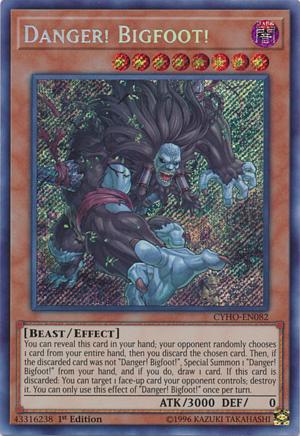 DANGER! BIGFOOT!
CYHO-EN082
[BEAST/EFFECT]
You can reveal this card in your hand; your opponent randomly chooses
1 card from your entire hand, then you discard the chosen card. Then, if
the discarded card was not "Danger! Bigfoot!", Special Summon 1 "Danger!
Bigfoot!" from your hand, and if you do, draw 1 card. If this card is
discarded: You can target 1 face-up card your opponent controls; destroy
it. You can only use this effect of "Danger! Bigfoot!" once per turn.
ATK/3000 DEF/ 0
43316238 1st Edition ©1996 KAZUKI TAKAHASHI